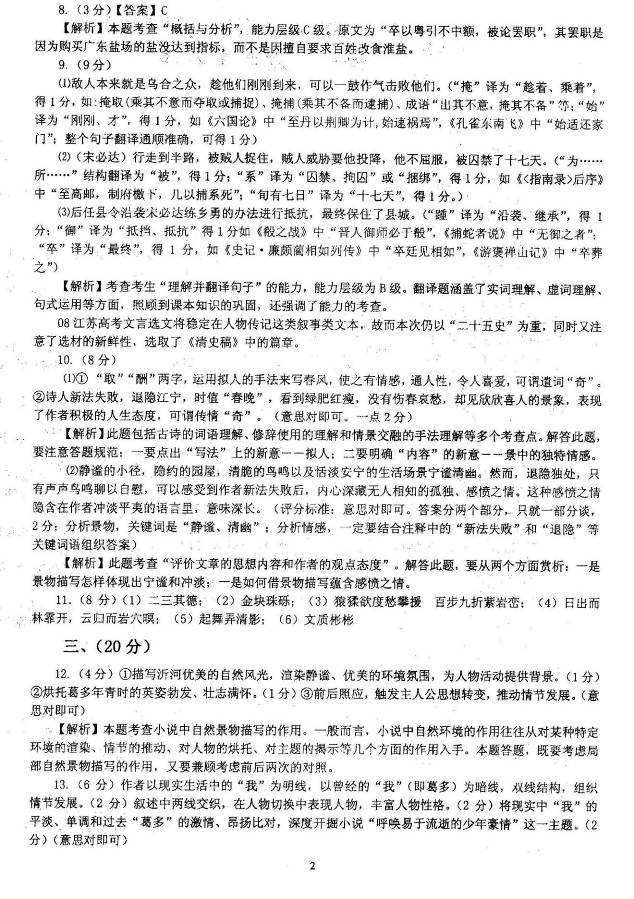 8.（3分）【答案】C
【解析】本题考查“概括与分析”，能力层级 C 级。原文为“卒以粤引不中额，被论罢职”，其罢职是
因为购买广东盐场的盐没达到指标，而不是因擅自要求百姓改食淮盐。
9.（9分）
⑴敌人本来就是乌合之众，趁他们刚刚到来，可以一鼓作气击败他们。（“掩”译为“趁着、乘着”，
得1分，如：掩取(乘其不意而夺取或捕捉)、掩捕(乘其不备而逮捕)、成语“出其不意，掩其不备”等；“始”
译为“刚刚、才”，得1分，如《六国论》中“至丹以荆卿为计，始速祸焉”，《孔雀东南飞》中“始适还家
门”；整个句子翻译通顺准确，可得1分）
⑵（宋必达）行走到半路，被贼人捉住，贼人威胁要他投降，他不屈服，被囚禁了十七天。（“为……
所……”结构翻译为“被”，得1分；“系”译为“囚禁、拘囚”或“捆绑”，得1分，如《〈指南录〉后序》
中“至高邮，制府檄下，几以捕系死”；“旬有七日”译为“十七天”，得1分。）
⑶后任县令沿袭宋必达练乡勇的办法进行抵抗，最终保住了县城。（“踵”译为“沿袭、继承”，得 1
分；“御”译为“抵挡、抵抗”得1分如《殽之战》中“晋人御师必于殽”，《捕蛇者说》中“无御之者”；
“卒”译为“最终”，得 1 分，如《史记·廉颇蔺相如列传》中“卒廷见相如”，《游褒禅山记》中“卒葬
之”）
【解析】考查考生“理解并翻译句子”的能力，能力层级为 B 级。翻译题涵盖了实词理解、虚词理解、
句式运用等方面，照顾到课本知识的巩固，还强调了能力的考查。
08 江苏高考文言选文将稳定在人物传记这类叙事类文本，故而本次仍以“二十五史”为重，同时又注
意了选材的新鲜性，选取了《清史稿》中的篇章。
10.（8分）
⑴①“取”“酬”两字，运用拟人的手法来写春风，使之有情感，通人性，令人喜爱，可谓遣词“奇”。
②诗人新法失败，退隐江宁，时值“春晚”，看到绿肥红瘦，没有伤春哀愁，却见欣欣喜人的景象，表现
了作者积极的人生态度，可谓传情“奇”。（意思对即可。一点2分）
【解析】此题包括古诗的词语理解、修辞使用的理解和情景交融的手法理解等多个考查点。解答此题，
要注意答题规范：一要点出“写法”上的新意——拟人；二要明确“内容”的新意——景中的独特情感。
⑵静谧的小径，隐约的园屋，清脆的鸟鸣以及恬淡安宁的生活场景宁谧清幽。然而，退隐独处，只
有声声鸟鸣聊以自慰，可以感受到作者新法失败后，内心深藏无人相知的孤独、感愤之情。这种感愤之情
隐含在作者冲淡平夷的语言里，意味深长。（评分标准：意思对即可。答案分两个部分，只就一部分谈，
2分；分析景物，关键词是“静谧、清幽”；分析情感，一定要结合注释中的“新法失败”和“退隐”等
关键词语组织答案）
【解析】此题考查“评价文章的思想内容和作者的观点态度”。解答此题，要从两个方面赏析：一是
景物描写怎样体现出宁谧和冲淡；一是如何借景物描写蕴含感愤之情。
11.（8分）（1）二三其德；（2）金块珠砾；（3）猿猱欲度愁攀援　百步九折萦岩峦；（4）日出而
林霏开，云归而岩穴暝；（5）起舞弄清影；（6）文质彬彬
三、（20 分）
12.（4分）①描写沂河优美的自然风光，渲染静谧、优美的环境氛围，为人物活动提供背景。（1分）
②烘托葛多年青时的英姿勃发、壮志满怀。（1分）③前后照应，触发主人公思想转变，推动情节发展。（意
思对即可）
【解析】本题考查小说中自然景物描写的作用。一般而言，小说中自然环境的作用往往从对某种特定
环境的渲染、情节的推动、对人物的烘托、对主题的揭示等几个方面的作用入手。本题答题，既要考虑局
部自然景物描写的作用，又要兼顾考虑前后两次的对照。
13.（6分）作者以现实生活中的“我”为明线，以曾经的“我”（即葛多）为暗线，双线结构，组织
情节发展。（2 分）叙述中两线交织，在人物切换中表现人物，丰富人物性格。（2 分）将现实中“我”的
平淡、单调和过去“葛多”的激情、昂扬比对，深度开掘小说“呼唤易于流逝的少年豪情”这一主题。（2
分）（意思对即可）
2